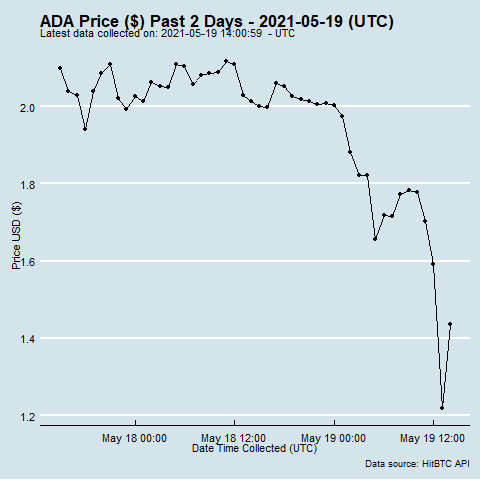 ADA Price ($) Past 2 Days - 2021-05-19 (UTC)
Latest data collected on: 2021-05-19 14:00:59  - UTC
Price USD ($)
2.0
1.8
1.6
1.4
1.2
May 18 00:00
May 18 12:00
May 19 00:00
May 19 12:00
Date Time Collected (UTC)
Data source: HitBTC API